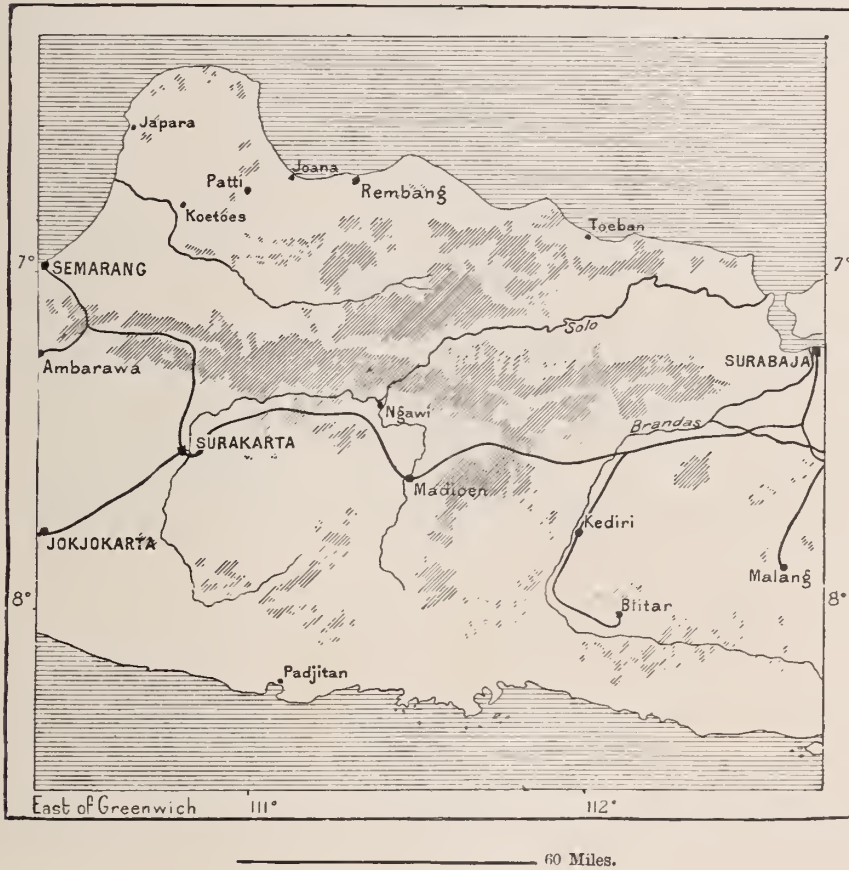 Japara
Joana
Patti
Rembang
Koetoes
Toeban
7°
7°
SEMARANG
Solo
Ambarawa
SURABAJA
Ngawi
Brandas
SURAKARTA
Madioen
Kediri
JOKJOKARTA
Malang
8°
8°
Blitar
Padjitan
East of Greenwich
111°
112°
60 Miles.